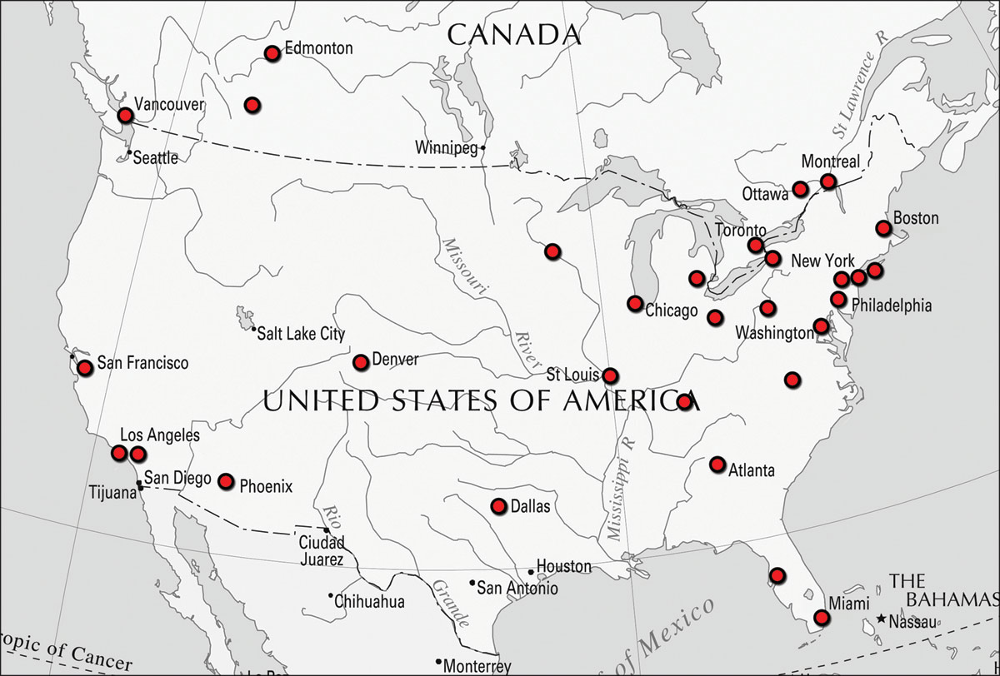 CANADA
Edmonton
Vancouver
St Lawrence R
Winnipeg
Seattle
Montreal
Ottawa
Boston
Toronto
Missouri
New York
Chicago
Philadelphia
Salt Lake City
Washington
River
San Francisco
Denver
St Louis
UNITED STATES OF AMERICA
Los Angeles
Mississippi R
Atlanta
San Diego
Phoenix
Tijuana
Rio
Dallas
Ciudad
Juarez
Houston
San Antonio
THE
BAHAMAS
Grande
Chihuahua
Miami
Nassau
of Mexico
ropic of Cancer
Monterrey